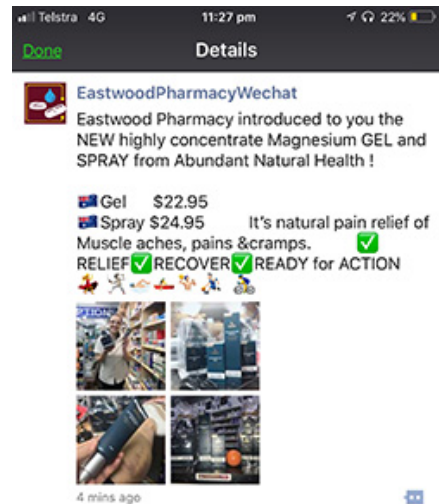 Telstra 4G 11:27 pm 22%
Done Details
EastwoodPharmacyWechat
Eastwood Pharmacy introduced to you the
NEW highly concentrate Magnesium GEL and
SPRAY from Abundant Natural Health !
Gel $22.95
Spray $24.95 It's natural pain relief of
Muscle aches, pains &cramps.
RELIEF✅RECOVER✅READY for ACTION
4 mins ago